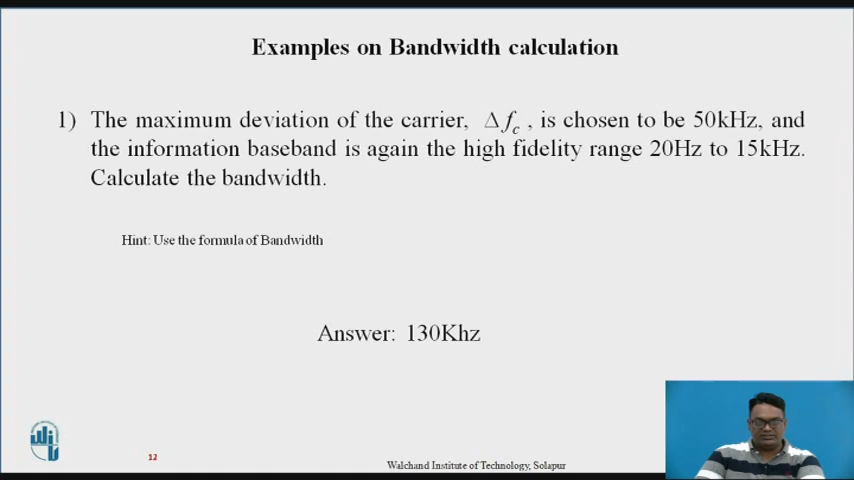 Examples on Bandwidth calculation
1) The maximum deviation of the carrier, Δfc , is chosen to be 50kHz, and
the information baseband is again the high fidelity range 20Hz to 15kHz.
Calculate the bandwidth.
Hint: Use the formula of Bandwidth
Answer: 130Khz
12
Walchand Institute of Technology, Solapur